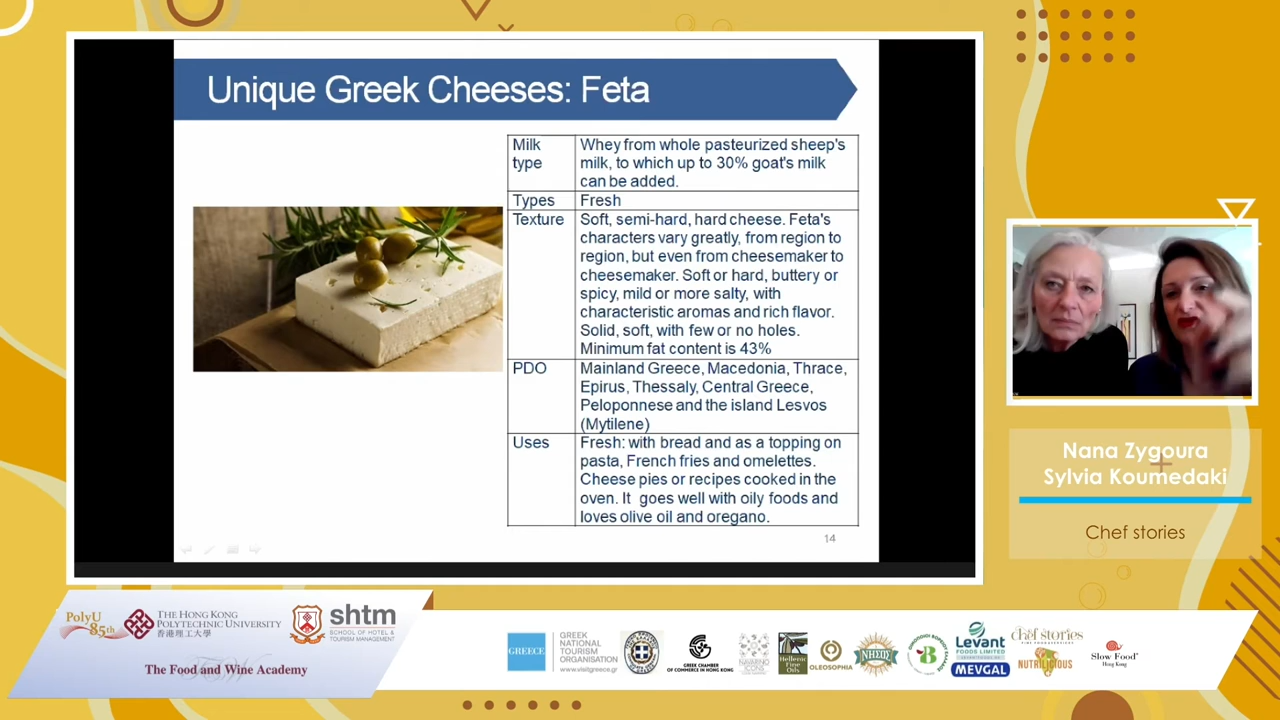 Unique Greek Cheeses: Feta
Milk type
Whey from whole pasteurized sheep's
milk, to which up to 30% goat's milk
can be added.
Types
Fresh
Texture
Soft, semi-hard, hard cheese. Feta's
characters vary greatly, from region to
region, but even from cheesemaker to
cheesemaker. Soft or hard, buttery or
spicy, mild or more salty, with
characteristic aromas and rich flavor.
Solid, soft, with few or no holes.
Minimum fat content is 43%
PDO
Mainland Greece, Macedonia, Thrace,
Epirus, Thessaly, Central Greece,
Peloponnese and the island Lesvos
(Mytilene)
Uses
Fresh: with bread and as a topping on
pasta, French fries and omelettes.
Cheese pies or recipes cooked in the
oven. It goes well with oily foods and
loves olive oil and oregano.
14
Nana Zygoura
Sylvia Koumedaki
Chef stories
PolyU
85th
THE HONG KONG
POLYTECHNIC UNIVERSITY
香港理工大學
shtm
SCHOOL OF HOTEL &
TOURISM MANAGEMENT
The Food and Wine Academy
GREECE
GREEK
NATIONAL
TOURISM
ORGANISATION
www.visitgreece.gr
GREEK CHAMBER
OF COMMERCE IN HONG KONG
NAVARINO
ICONS
Hellenic
Fine
Oils
OLEOSOPHIA
ΝΗΣΟΣ
Levant
FOODS LIMITED
MEVGAL
chef stories
NUTRILICIOUS
Slow Food®
Hong Kong